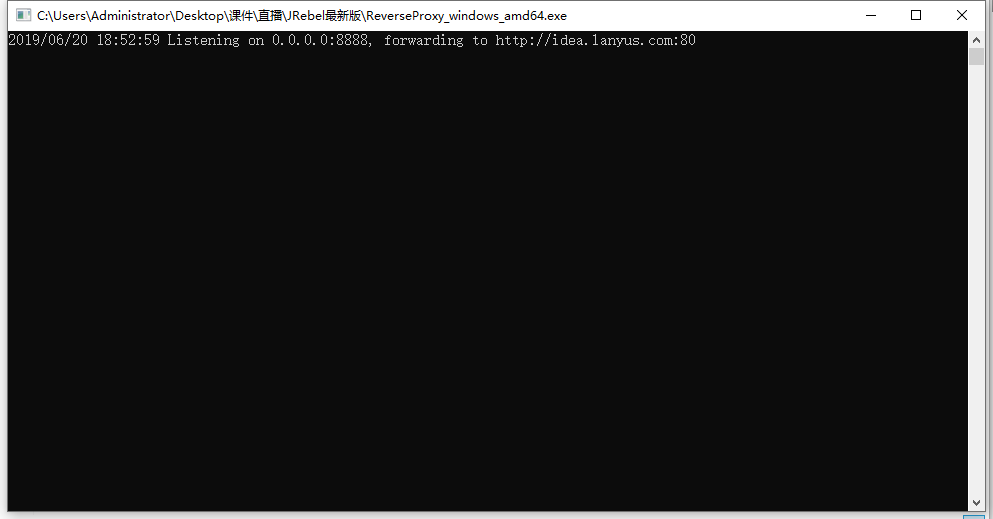 C:\Users\Administrator\Desktop\课件\直播\JRebel最新版\ReverseProxy_windows_amd64.exe
2019/06/20 18:52:59 Listening on 0.0.0.0:8888, forwarding to http://idea.lanyus.com:80